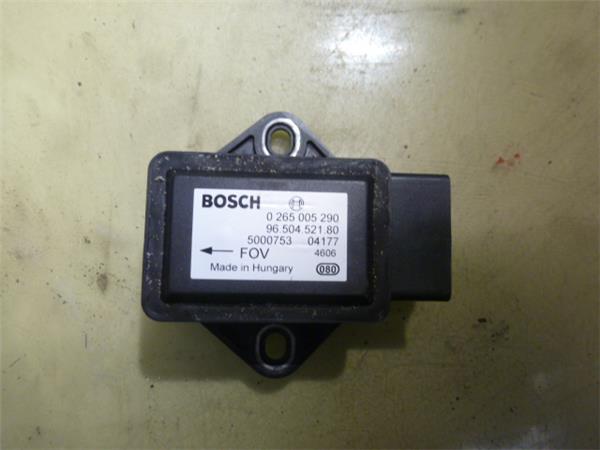 BOSCH
0 265 005 290
96.504.521.80
5000753 04177
FOV 4606
Made in Hungary 080